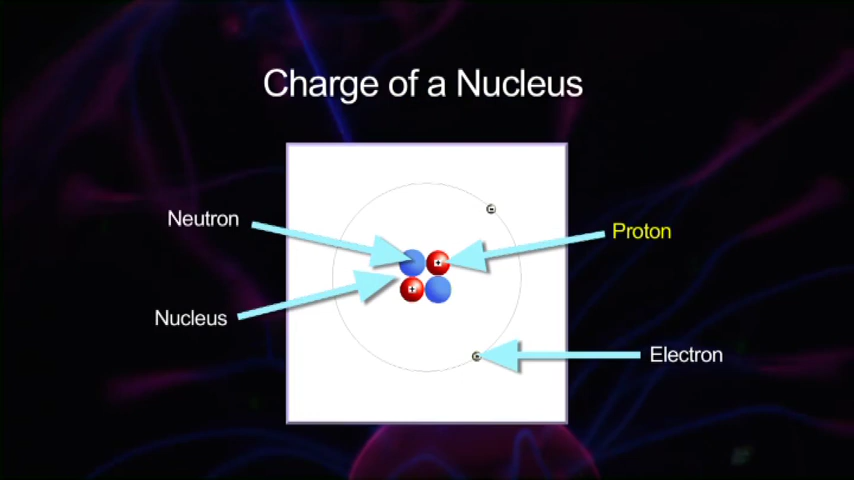 Charge of a Nucleus
Neutron
Proton
Nucleus
Electron